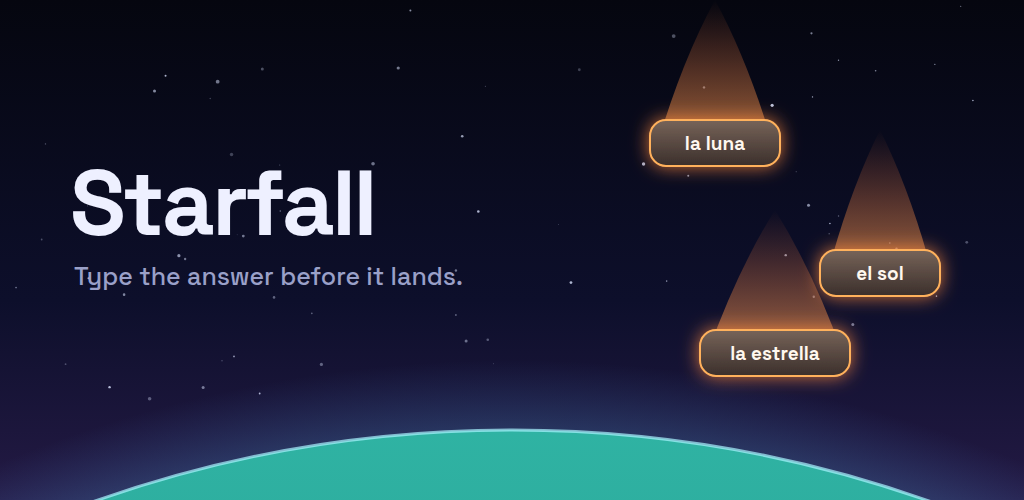 Starfall
Type the answer before it lands.
la luna
el sol
la estrella